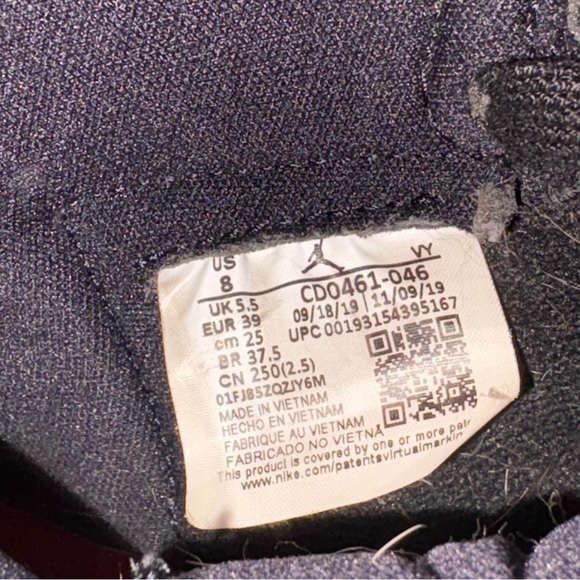 US VY
8 CD0461-046
UK 5.5 09/18/19 11/09/19
EUR 39 UPC 00193154395167
cm 25
BR 37.5
CN 250(2.5)
01FJ85ZQZJY6M
MADE IN VIETNAM
HECHO EN VIETNAM
FABRIQUE AU VIETNAM
FABRICADO NO VIETNA
This product is covered by one or more pate
www.nike.com/patentsvirtualmarkin